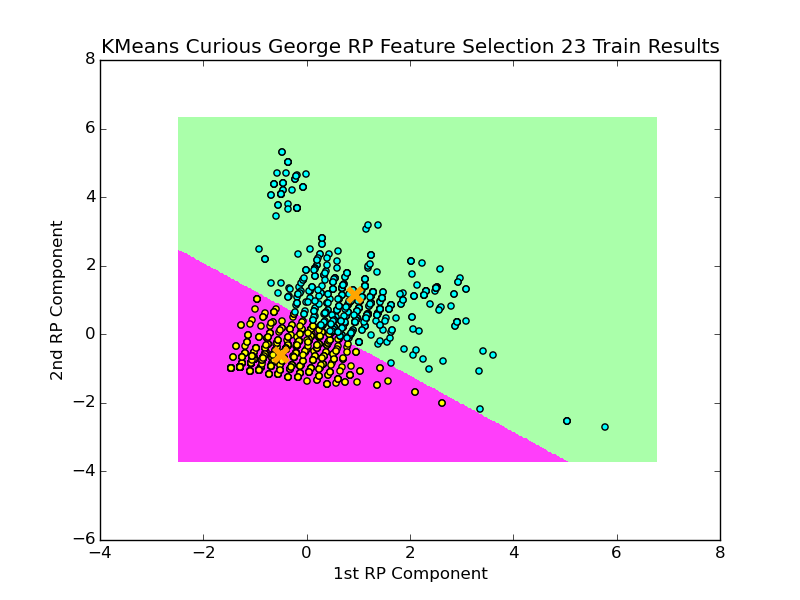 KMeans Curious George RP Feature Selection 23 Train Results
8
6
4
2
0
−2
−4
−6
2nd RP Component
−4 −2 0 2 4 6 8
1st RP Component